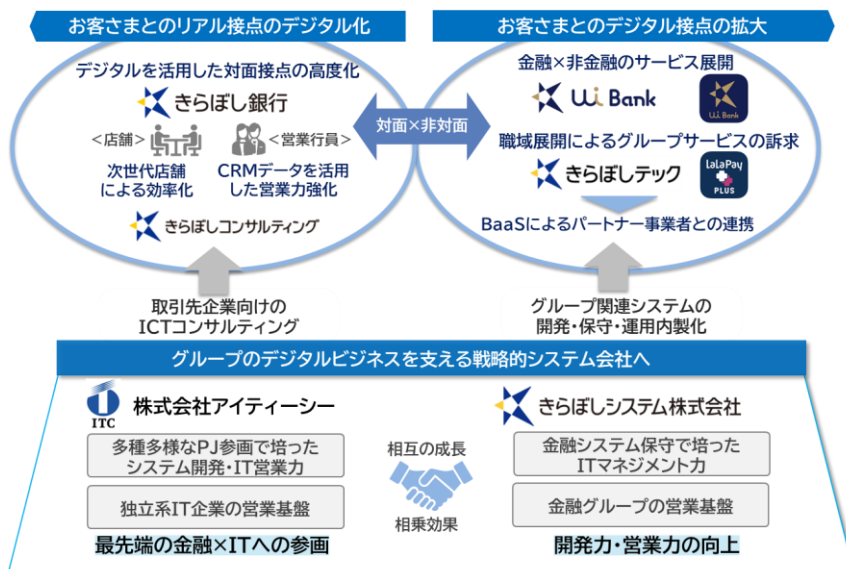 お客さまとのリアル接点のデジタル化
デジタルを活用した対面接点の高度化
きらぼし銀行
<店舗>
<営業行員>
次世代店舗
による効率化
CRMデータを活用
した営業力強化
きらぼしコンサルティング
対面×非対面
お客さまとのデジタル接点の拡大
金融×非金融のサービス展開
UI Bank
UI Bank
職域展開によるグループサービスの訴求
きらぼしテック
LaLaPay
PLUS
BaaSによるパートナー事業者との連携
取引先企業向けの
ICTコンサルティング
グループ関連システムの
開発・保守・運用内製化
グループのデジタルビジネスを支える戦略的システム会社へ
ITC
株式会社アイティーシー
多種多様なPJ参画で培った
システム開発・IT営業力
独立系IT企業の営業基盤
最先端の金融×ITへの参画
相互の成長
相乗効果
きらぼしシステム株式会社
金融システム保守で培った
ITマネジメント力
金融グループの営業基盤
開発力・営業力の向上